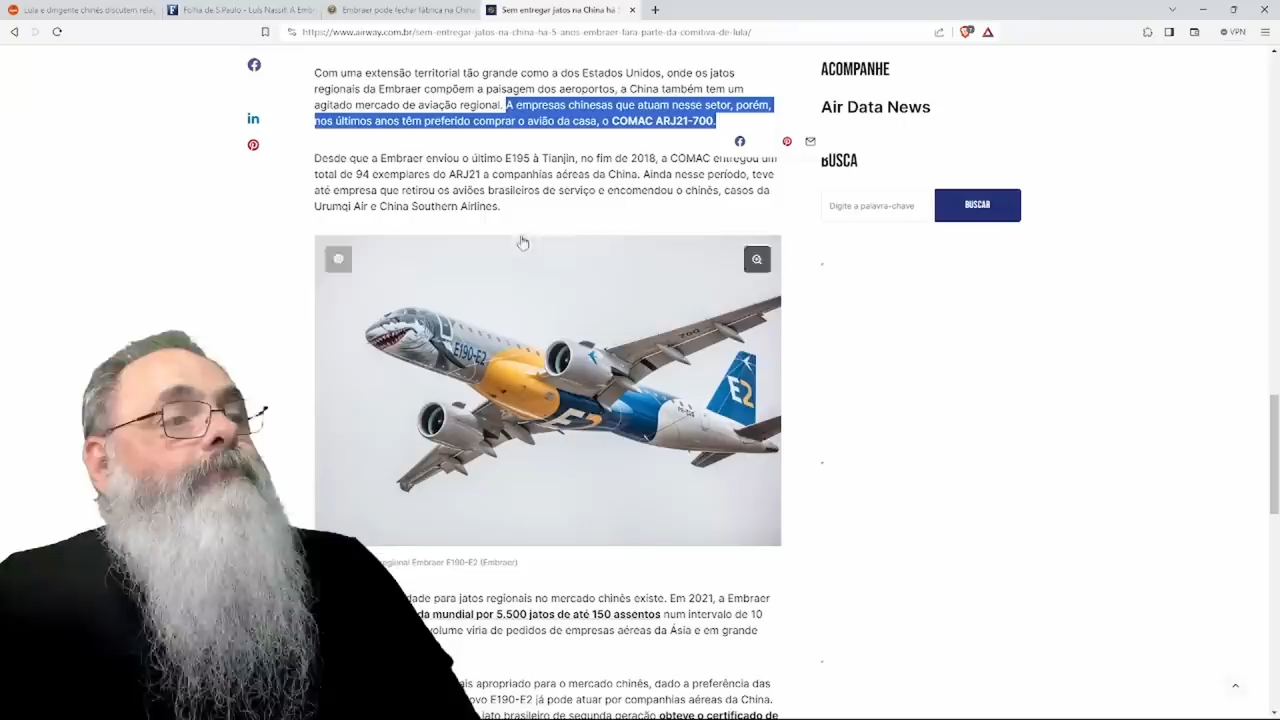 Lula e dirigente chinês discutem rela
Folha de S.Paulo - Luís Nassif: A Emb
Embraer pode fechar fábrica na China
Sem entregar jatos na China há 5
https://www.airway.com.br/sem-entregar-jatos-na-china-ha-5-anos-embraer-fara-parte-da-comitiva-de-lula/
VPN
Com uma extensão territorial tão grande como a dos Estados Unidos, onde os jatos
regionais da Embraer compõem a paisagem dos aeroportos, a China também tem um
agitado mercado de aviação regional. A empresas chinesas que atuam nesse setor, porém,
nos últimos anos têm preferido comprar o avião da casa, o COMAC ARJ21-700.
Desde que a Embraer enviou o último E195 à Tianjin, no fim de 2018, a COMAC entregou um
total de 94 exemplares do ARJ21 a companhias aéreas da China. Ainda nesse período, teve
até empresa que retirou os aviões brasileiros de serviço e encomendou o chinês, casos da
Urumqi Air e China Southern Airlines.
E190-E2
E2
E2
regional Embraer E190-E2 (Embraer)
dade para jatos regionais no mercado chinês existe. Em 2021, a Embraer
da mundial por 5.500 jatos de até 150 assentos num intervalo de 10
volume viria de pedidos de empresas aéreas da Ásia e em grande
ais apropriado para o mercado chinês, dado a preferência das
ovo E190-E2 já pode atuar por companhias aéreas da China.
jato brasileiro de segunda geração obteve o certificado de
ACOMPANHE
Air Data News
BUSCA
Digite a palavra-chave
BUSCAR